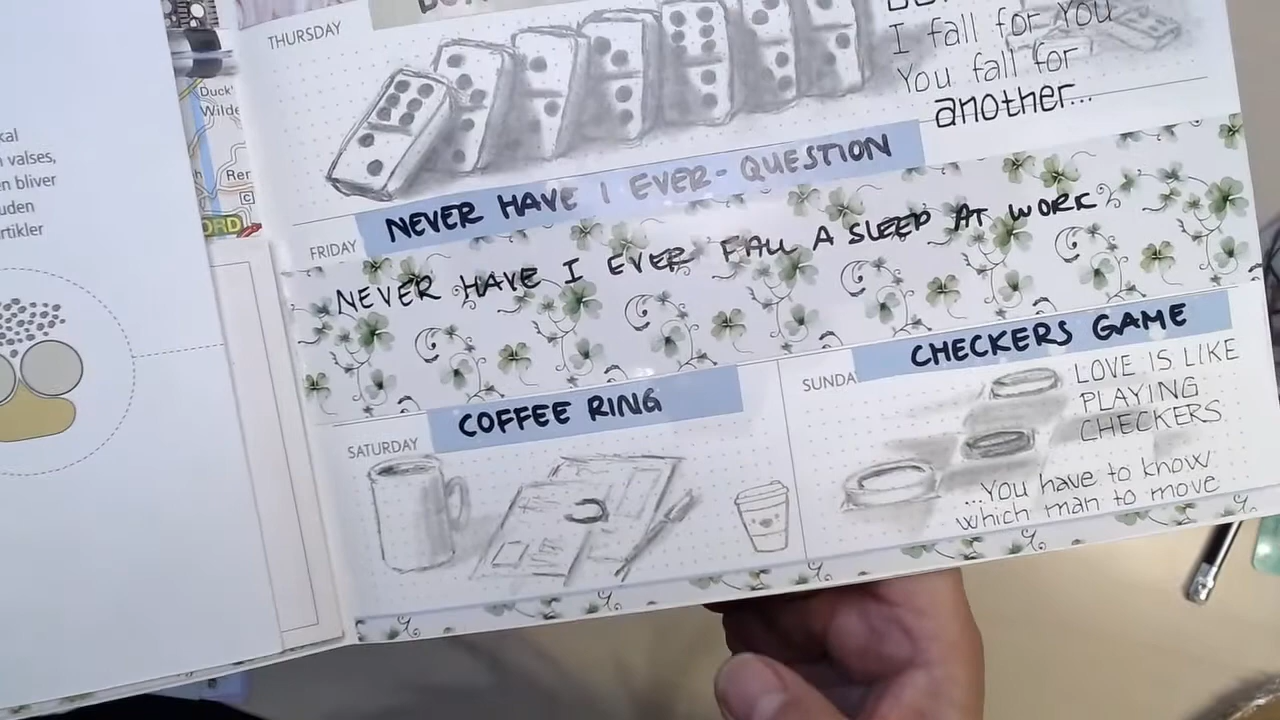 THURSDAY
I fall for You
You fall for
another...
NEVER HAVE I EVER- QUESTION
FRIDAY
NEVER HAVE I EVER FALL A SLEEP AT WORK?
COFFEE RING
SATURDAY
CHECKERS GAME
SUNDA
LOVE IS LIKE
PLAYING
CHECKERS
...You have to know
which man to move
kal
n valses,
en bliver
uden
rtikler
Duck'
Wilde
h
Rer
C
ORD